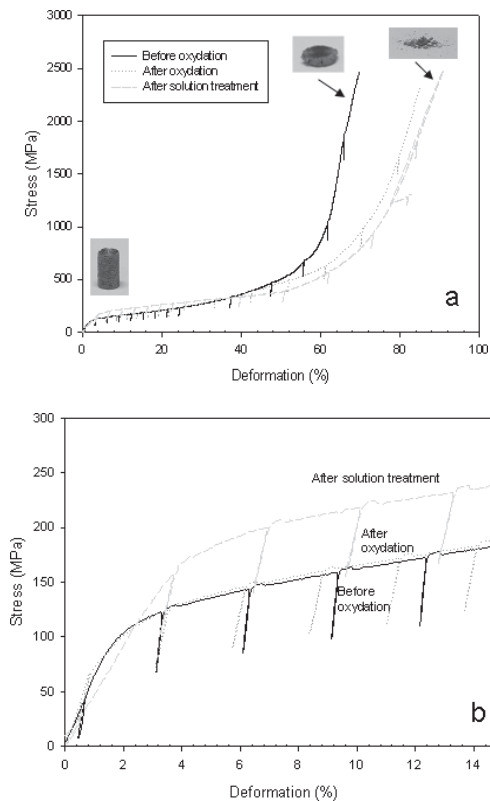 3000
2500
2000
1500
1000
500
0
Stress (MPa)
Before oxydation
After oxydation
After solution treatment
a
0 20 40 60 80 100
Deformation (%)
300
250
200
150
100
50
0
Stress (MPa)
After solution treatment
After
oxydation
Before
oxydation
b
0 2 4 6 8 10 12 14
Deformation (%)